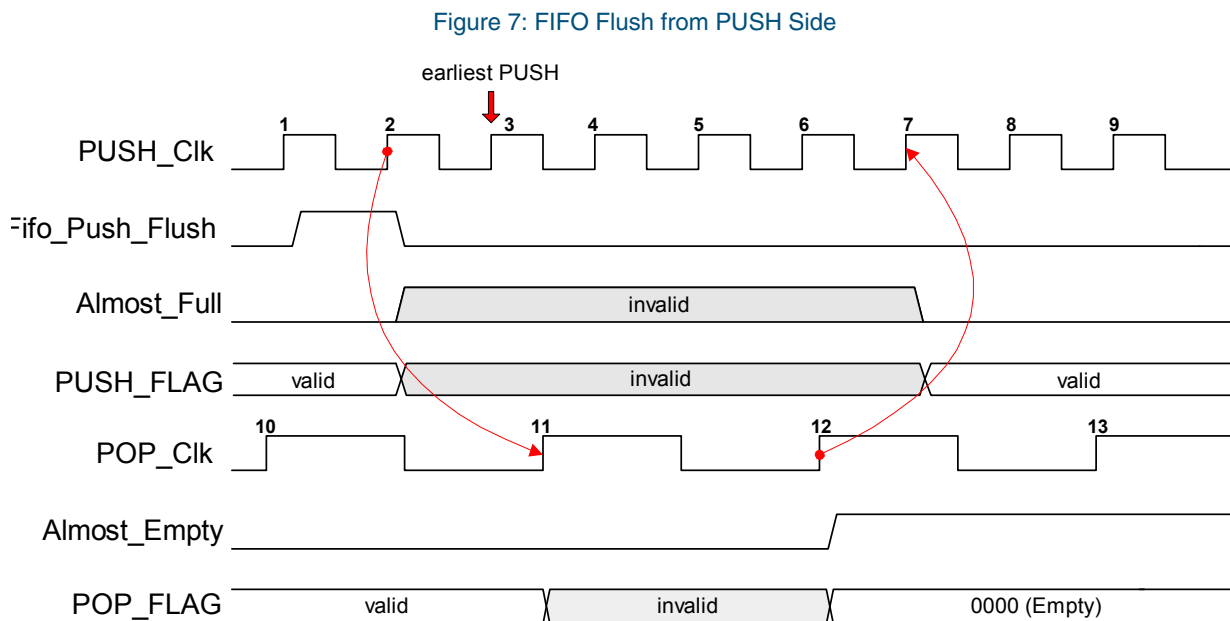 Figure 7: FIFO Flush from PUSH Side
earliest PUSH
1 2 3 4 5 6 7 8 9
PUSH_Clk
Fifo_Push_Flush
Almost_Full invalid
PUSH_FLAG valid invalid valid
10 11 12 13
POP_Clk
Almost_Empty
POP_FLAG valid invalid 0000 (Empty)